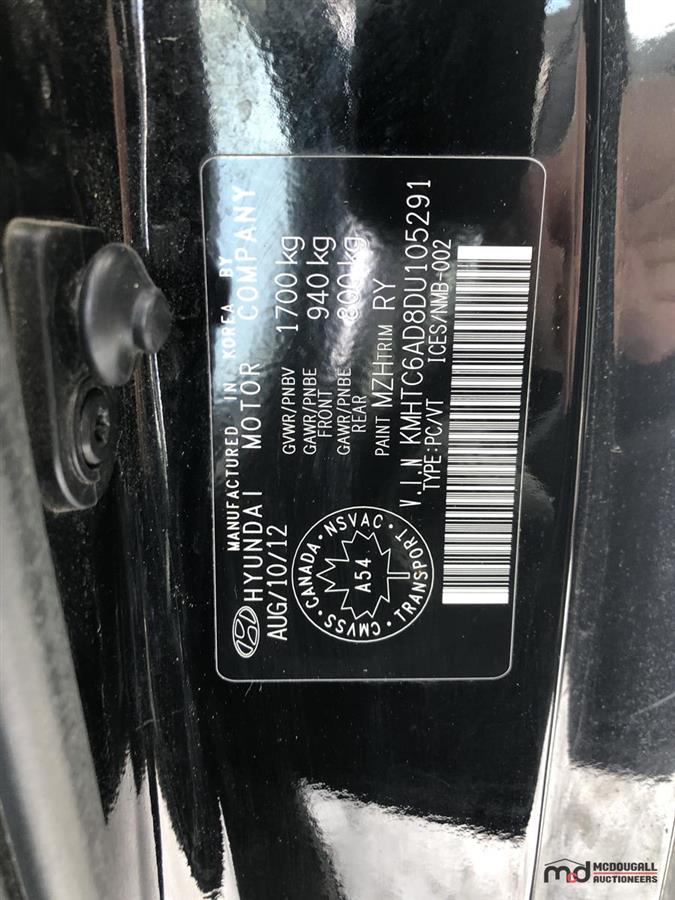 MANUFACTURED IN KOREA BY
HYUNDAI MOTOR COMPANY
AUG/10/12
GVWR/PNBV 1700 kg
GAWR/PNBE FRONT 940 kg
GAWR/PNBE REAR 800 kg
PAINT MZH TRIM RY
V.I.N KMHTC6AD8DU105291
TYPE:PC/VT ICES/NMB-002
CANADA • NSVAC • TRANSPORT • CMVSS •
A54
md MCDOUGALL
AUCTIONEERS